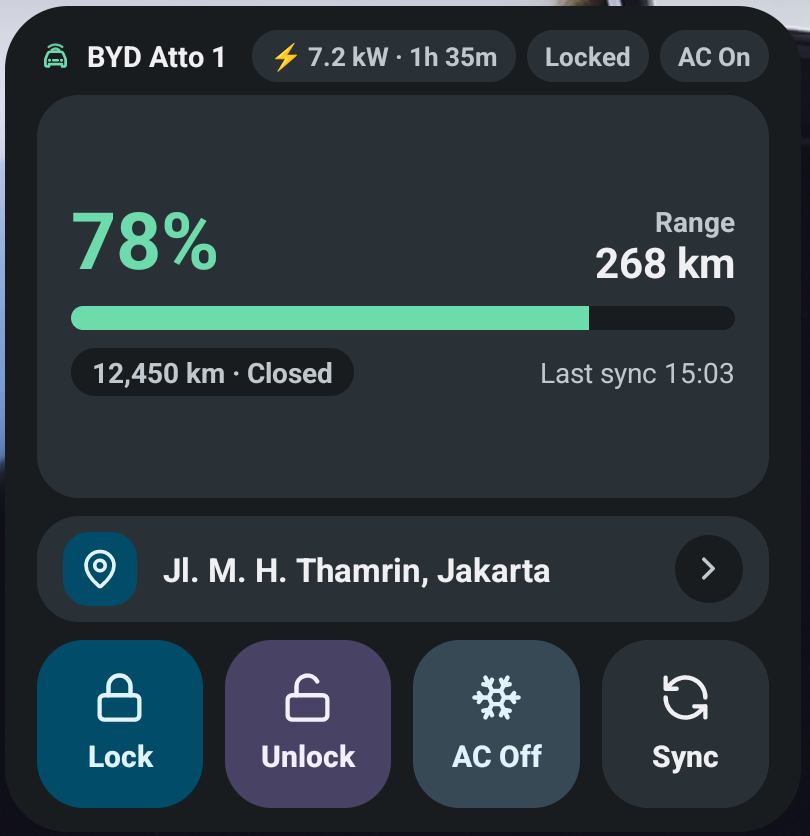 BYD Atto 1
⚡ 7.2 kW · 1h 35m
Locked
AC On
78%
Range
268 km
12,450 km · Closed
Last sync 15:03
Jl. M. H. Thamrin, Jakarta
Lock
Unlock
AC Off
Sync